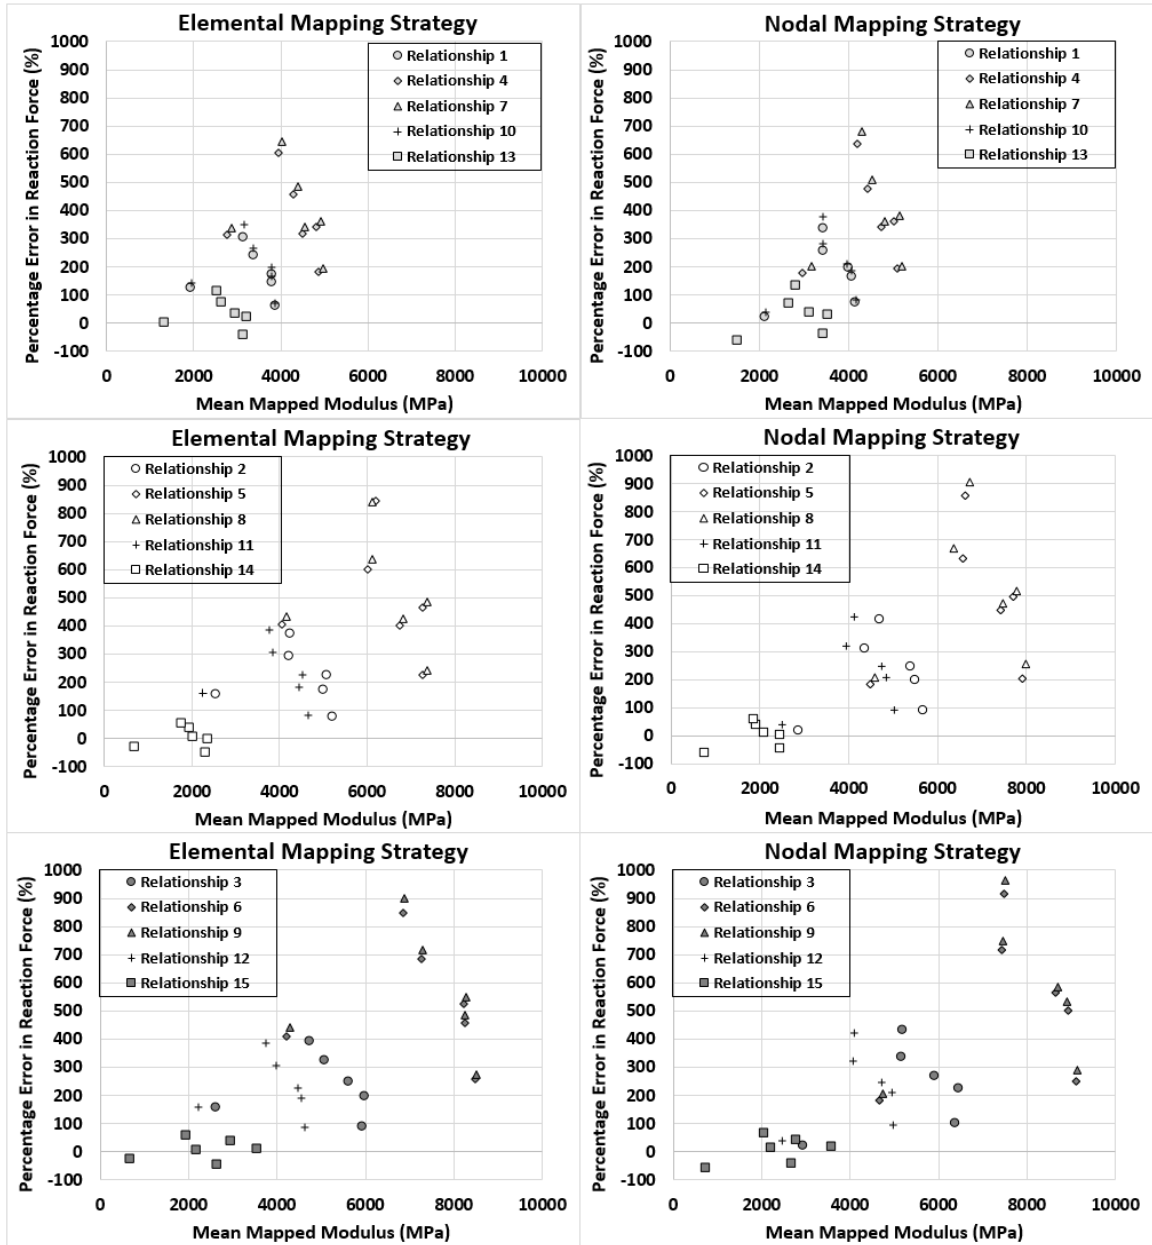 Elemental Mapping Strategy
Percentage Error in Reaction Force (%)
1000
900
800
700
600
500
400
300
200
100
0
-100
Relationship 1
Relationship 4
Relationship 7
Relationship 10
Relationship 13
0 2000 4000 6000 8000 10000
Mean Mapped Modulus (MPa)
Nodal Mapping Strategy
Percentage Error in Reaction Force (%)
1000
900
800
700
600
500
400
300
200
100
0
-100
Relationship 1
Relationship 4
Relationship 7
Relationship 10
Relationship 13
0 2000 4000 6000 8000 10000
Mean Mapped Modulus (MPa)
Elemental Mapping Strategy
Percentage Error in Reaction Force (%)
1000
900
800
700
600
500
400
300
200
100
0
-100
Relationship 2
Relationship 5
Relationship 8
Relationship 11
Relationship 14
0 2000 4000 6000 8000 10000
Mean Mapped Modulus (MPa)
Nodal Mapping Strategy
Percentage Error in Reaction Force (%)
1000
900
800
700
600
500
400
300
200
100
0
-100
Relationship 2
Relationship 5
Relationship 8
Relationship 11
Relationship 14
0 2000 4000 6000 8000 10000
Mean Mapped Modulus (MPa)
Elemental Mapping Strategy
Percentage Error in Reaction Force (%)
1000
900
800
700
600
500
400
300
200
100
0
-100
Relationship 3
Relationship 6
Relationship 9
Relationship 12
Relationship 15
0 2000 4000 6000 8000 10000
Mean Mapped Modulus (MPa)
Nodal Mapping Strategy
Percentage Error in Reaction Force (%)
1000
900
800
700
600
500
400
300
200
100
0
-100
Relationship 3
Relationship 6
Relationship 9
Relationship 12
Relationship 15
0 2000 4000 6000 8000 10000
Mean Mapped Modulus (MPa)